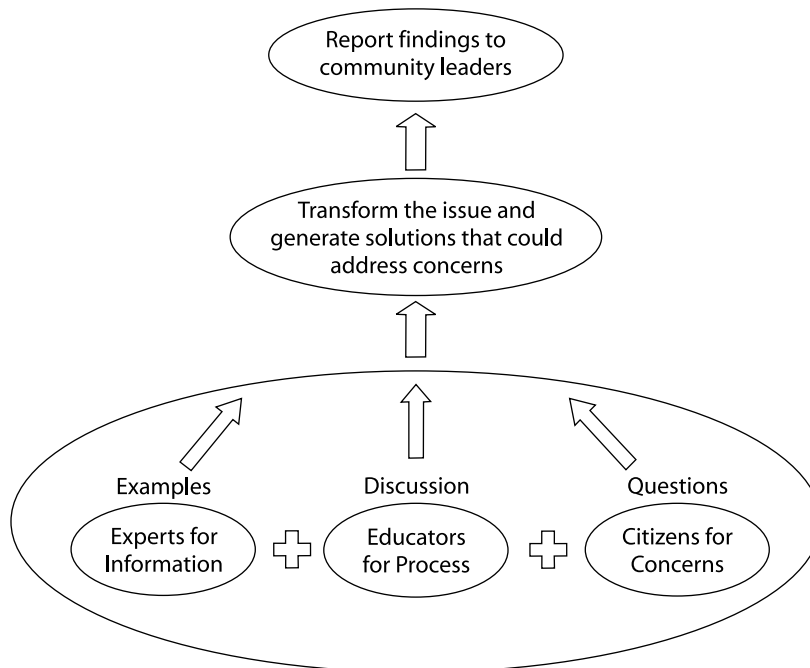 Report findings to
community leaders
Transform the issue and
generate solutions that could
address concerns
Examples
Discussion
Questions
Experts for
Information
Educators
for Process
Citizens for
Concerns